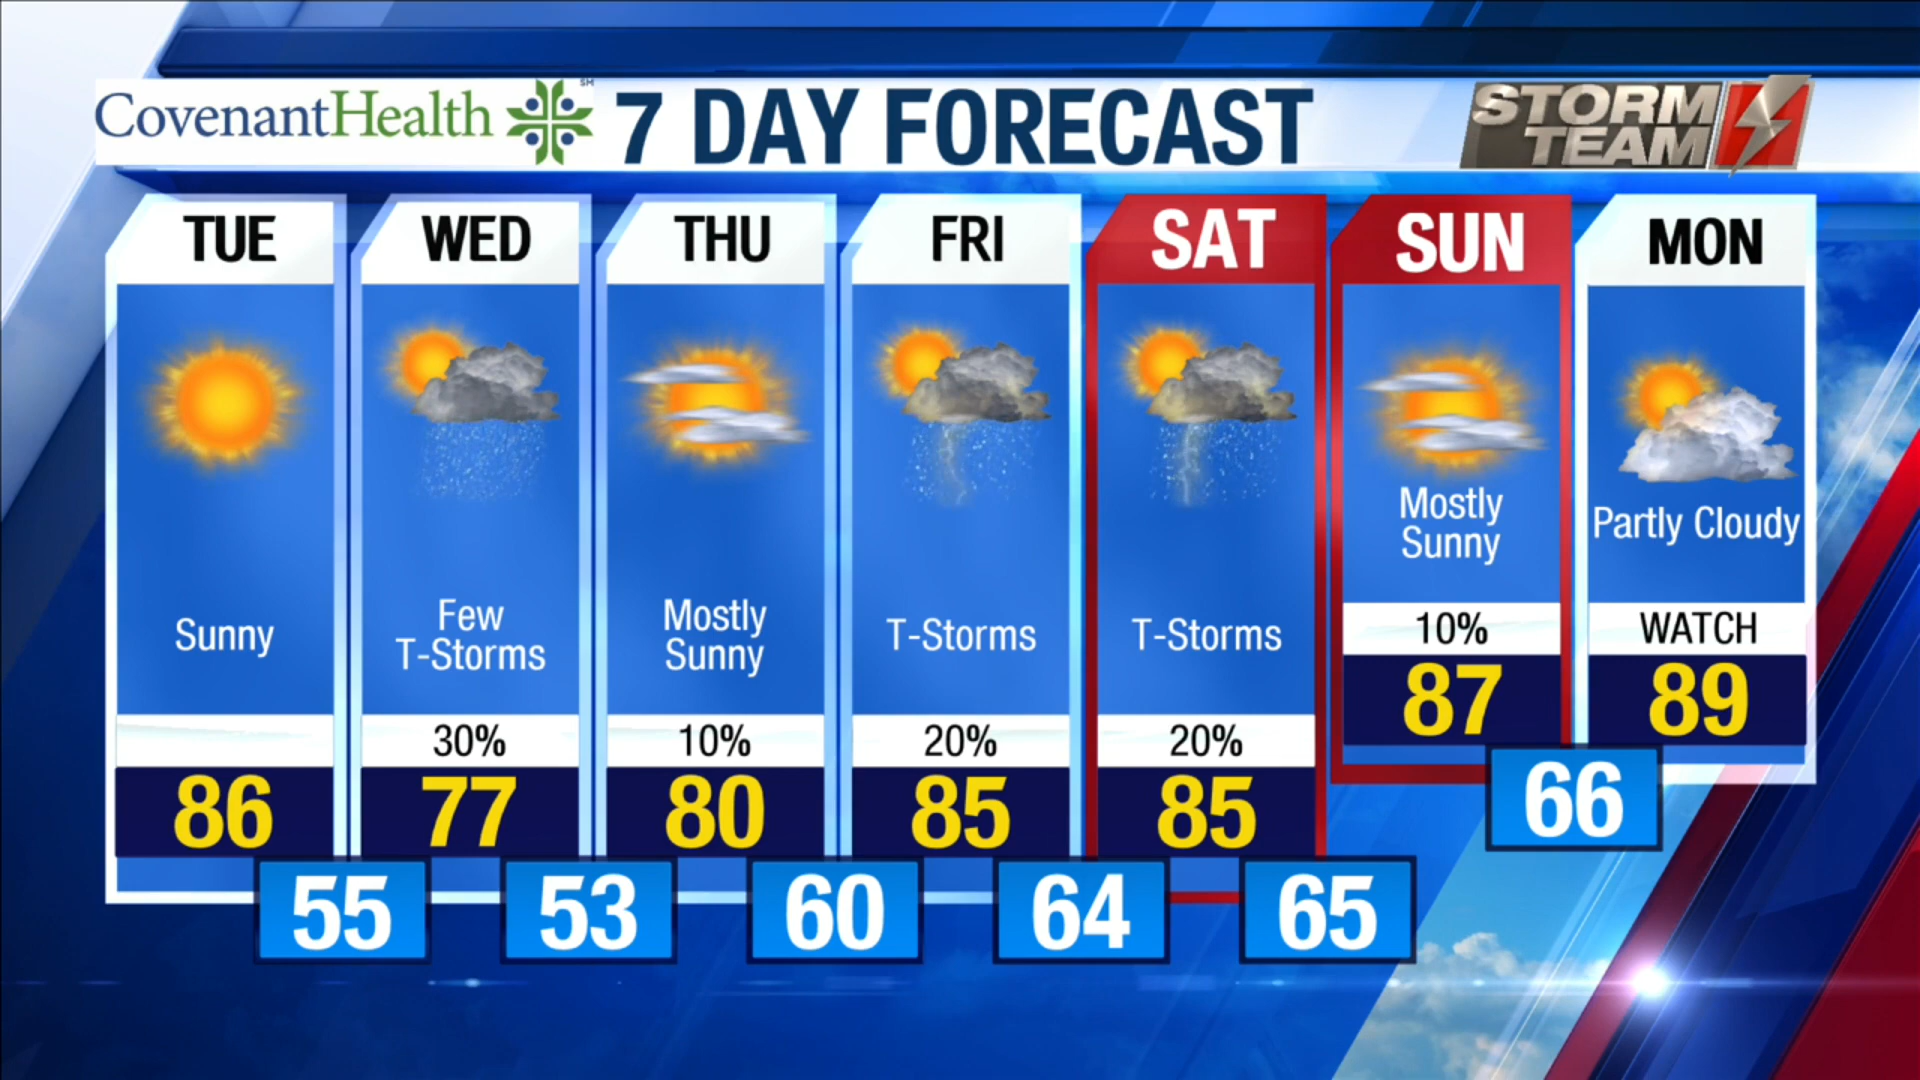 CovenantHealth SM
7 DAY FORECAST
STORM
TEAM
TUE
Sunny
86
55
WED
Few
T-Storms
30%
77
53
THU
Mostly
Sunny
10%
80
60
FRI
T-Storms
20%
85
64
SAT
T-Storms
20%
85
65
SUN
Mostly
Sunny
10%
87
66
MON
Partly Cloudy
WATCH
89